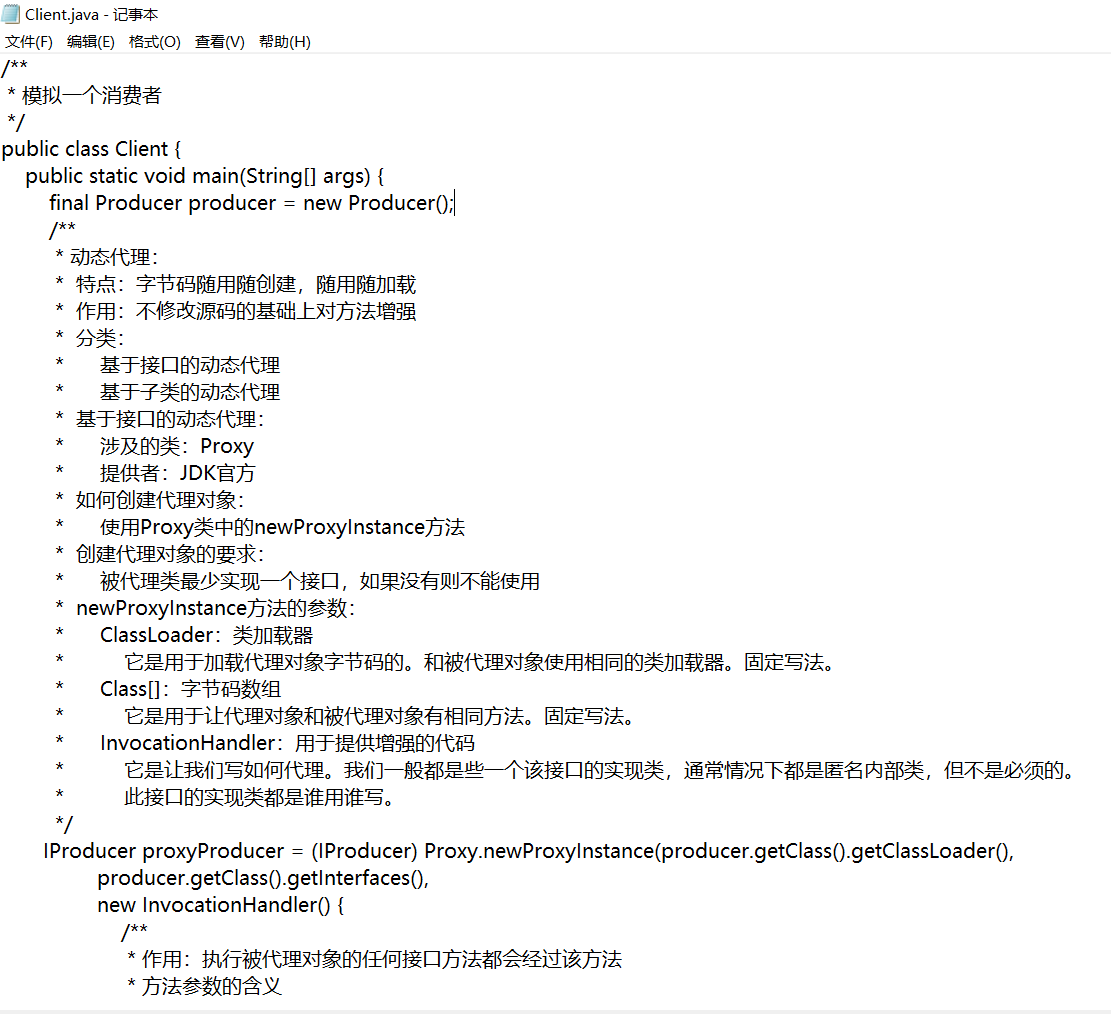 Client.java - 记事本
文件(F) 编辑(E) 格式(O) 查看(V) 帮助(H)
/**
 * 模拟一个消费者
 */
public class Client {
    public static void main(String[] args) {
        final Producer producer = new Producer();
        /**
         * 动态代理：
         *  特点：字节码随用随创建，随用随加载
         *  作用：不修改源码的基础上对方法增强
         *  分类：
         *      基于接口的动态代理
         *      基于子类的动态代理
         *  基于接口的动态代理：
         *      涉及的类：Proxy
         *      提供者：JDK官方
         *  如何创建代理对象：
         *      使用Proxy类中的newProxyInstance方法
         *  创建代理对象的要求：
         *      被代理类最少实现一个接口，如果没有则不能使用
         *  newProxyInstance方法的参数：
         *      ClassLoader：类加载器
         *          它是用于加载代理对象字节码的。和被代理对象使用相同的类加载器。固定写法。
         *      Class[]：字节码数组
         *          它是用于让代理对象和被代理对象有相同方法。固定写法。
         *      InvocationHandler：用于提供增强的代码
         *          它是让我们写如何代理。我们一般都是些一个该接口的实现类，通常情况下都是匿名内部类，但不是必须的。
         *          此接口的实现类都是谁用谁写。
         */
       IProducer proxyProducer = (IProducer) Proxy.newProxyInstance(producer.getClass().getClassLoader(),
                producer.getClass().getInterfaces(),
                new InvocationHandler() {
                    /**
                     * 作用：执行被代理对象的任何接口方法都会经过该方法
                     * 方法参数的含义